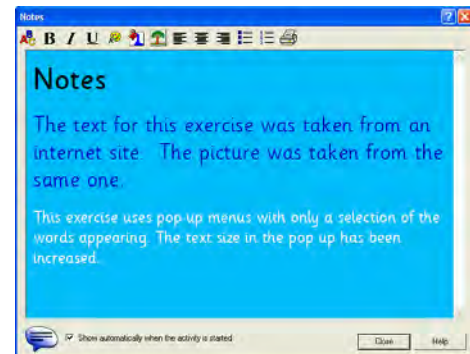 Notes
B I U
Notes
The text for this exercise was taken from an
internet site. The picture was taken from the
same one.
This exercise uses pop up menus with only a selection of the
words appearing. The text size in the pop up has been
increased.
Show automatically when the activity is started
Close Help